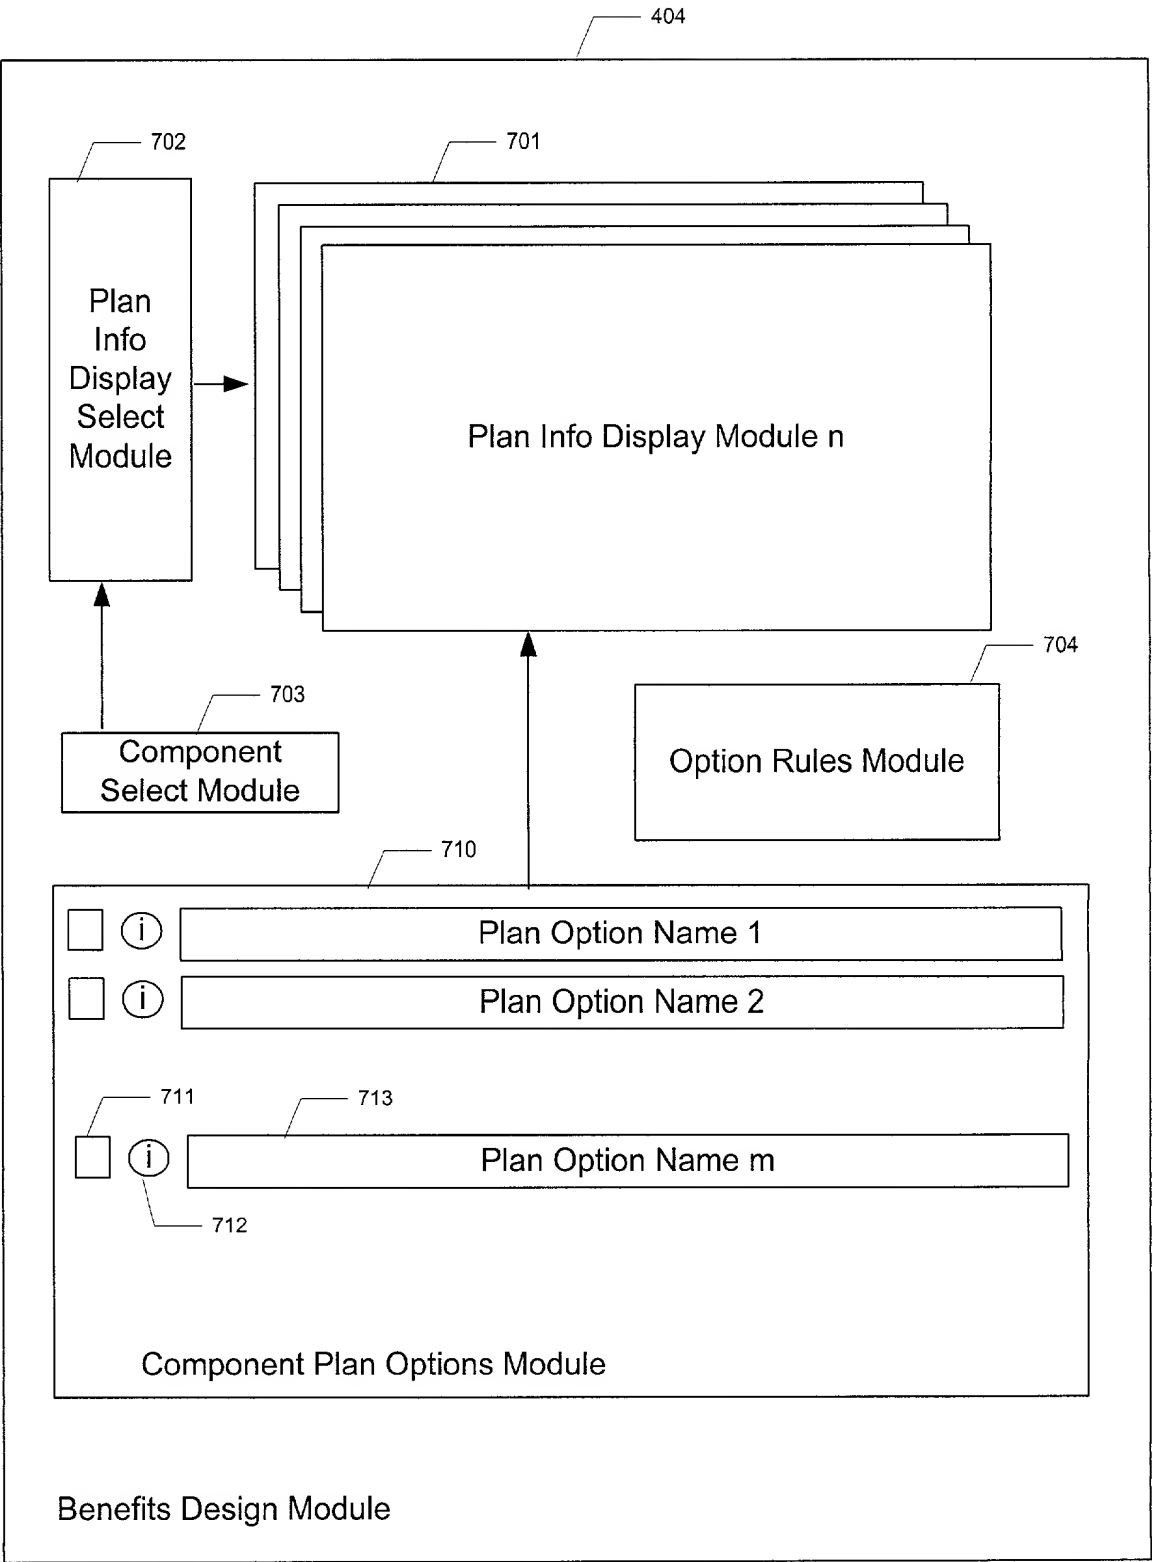 404
702
701
Plan
Info
Display
Select
Module
Plan Info Display Module n
704
703
Component
Select Module
Option Rules Module
710
i
Plan Option Name 1
i
Plan Option Name 2
711
713
i
Plan Option Name m
712
Component Plan Options Module
Benefits Design Module